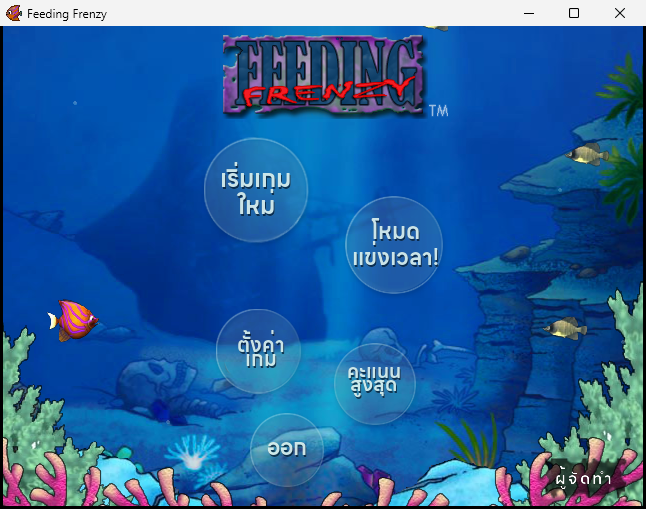 Feeding Frenzy
FEEDING
FRENZY
TM
เริ่มเกม
ใหม่
โหมด
แข่งเวลา!
ตั้งค่า
เกม
คะแนน
สูงสุด
ออก
ผู้จัดทำ